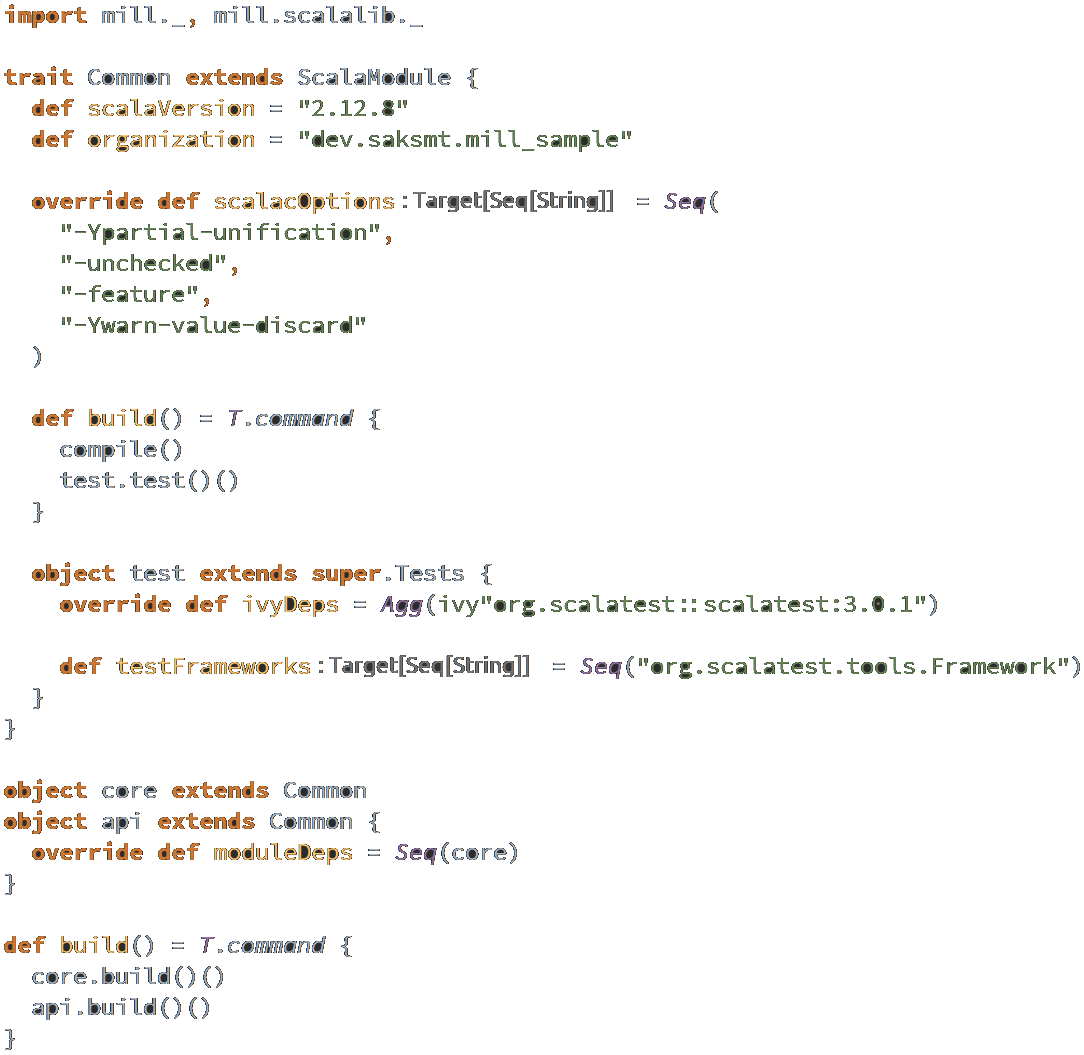 import mill._, mill.scalalib._
trait Common extends ScalaModule {
  def scalaVersion = "2.12.8"
  def organization = "dev.saksmt.mill_sample"
  override def scalacOptions: Target[Seq[String]] = Seq(
    "-Ypartial-unification",
    "-unchecked",
    "-feature",
    "-Ywarn-value-discard"
  )
  def build() = T.command {
    compile()
    test.test()()
  }
  object test extends super.Tests {
    override def ivyDeps = Agg(ivy"org.scalatest::scalatest:3.0.1")
    def testFrameworks: Target[Seq[String]] = Seq("org.scalatest.tools.Framework")
  }
}
object core extends Common
object api extends Common {
  override def moduleDeps = Seq(core)
}
def build() = T.command {
  core.build()()
  api.build()()
}